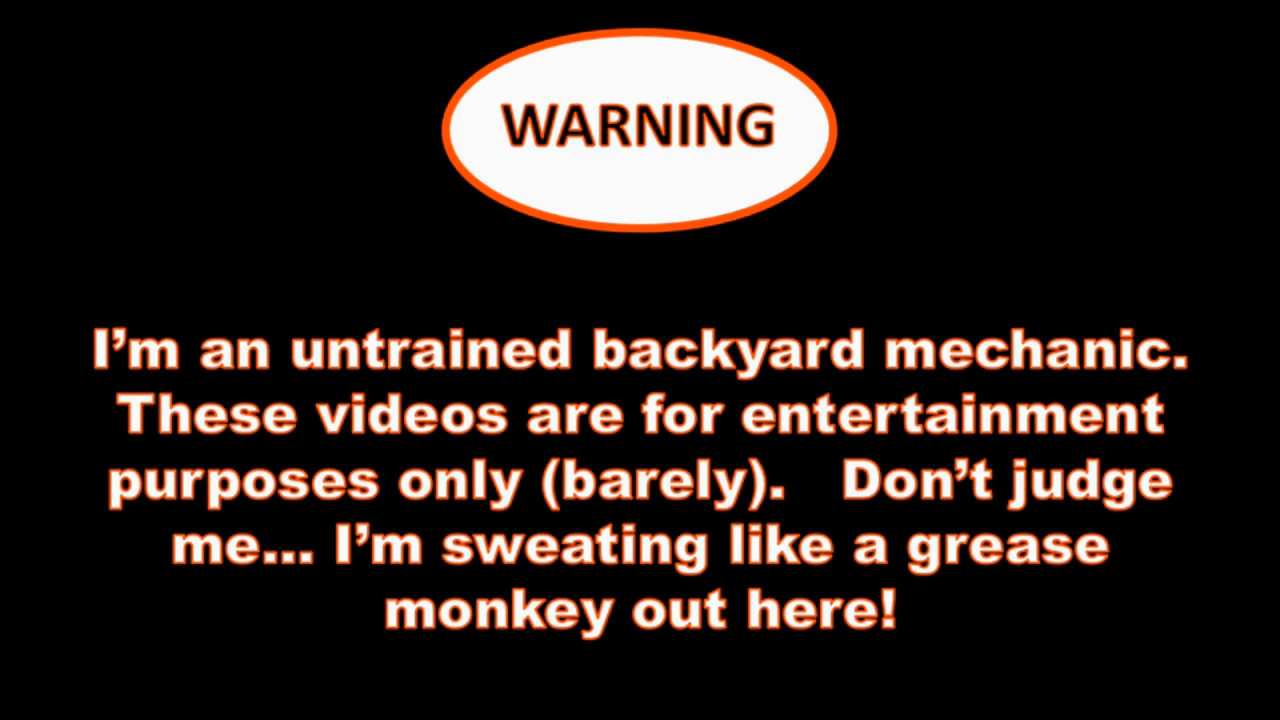 WARNING
I’m an untrained backyard mechanic.
These videos are for entertainment
purposes only (barely).   Don’t judge
me... I’m sweating like a grease
monkey out here!